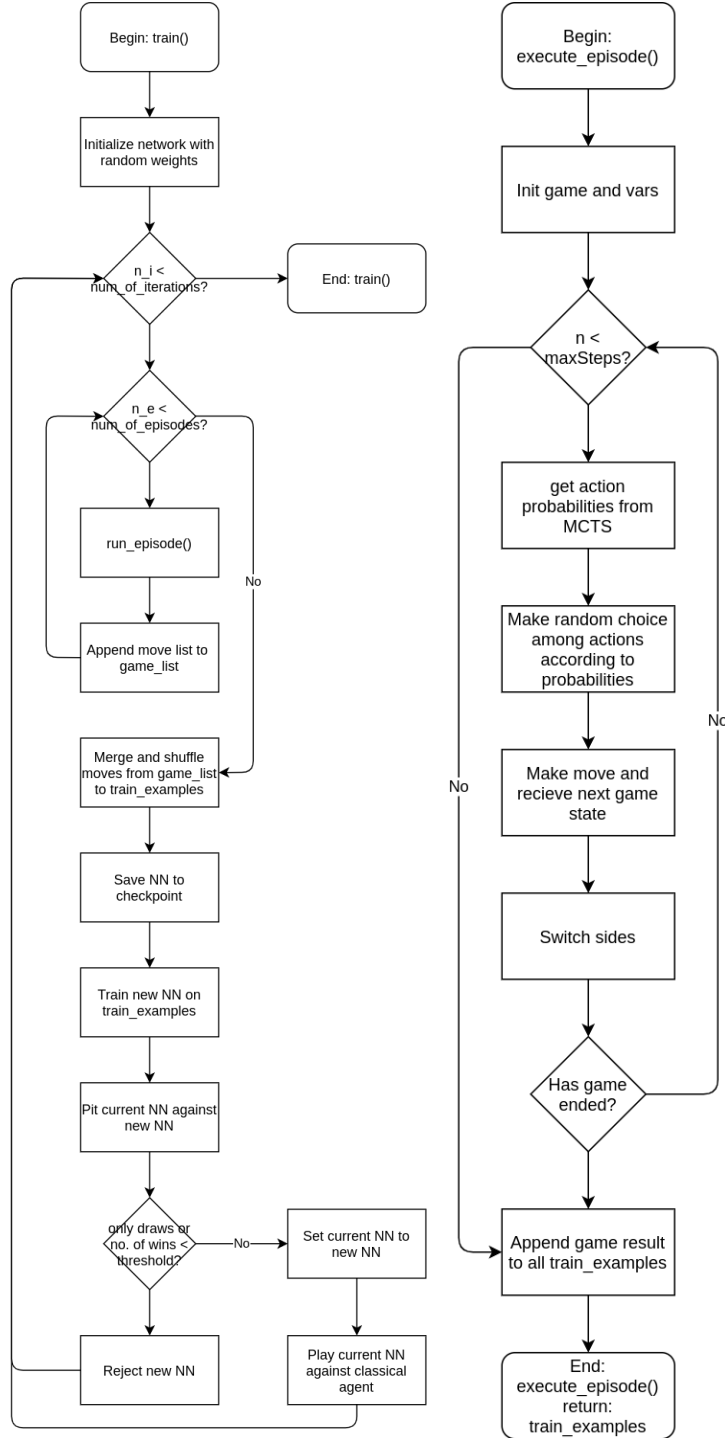 Begin: train()
Initialize network with
random weights
n_i <
num_of_iterations?
End: train()
n_e <
num_of_episodes?
run_episode()
No
Append move list to
game_list
Merge and shuffle
moves from game_list
to train_examples
Save NN to
checkpoint
Train new NN on
train_examples
Pit current NN against
new NN
only draws or
no. of wins <
threshold?
No
Set current NN to
new NN
Reject new NN
Play current NN
against classical
agent
Begin:
execute_episode()
Init game and vars
n <
maxSteps?
get action
probabilities from
MCTS
Make random choice
among actions
according to
probabilities
No
Make move and
recieve next game
state
No
Switch sides
Has game
ended?
Append game result
to all train_examples
End:
execute_episode()
return:
train_examples